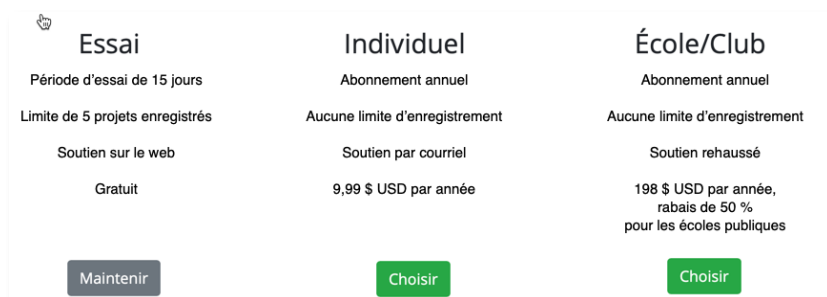 Essai
Période d’essai de 15 jours
Limite de 5 projets enregistrés
Soutien sur le web
Gratuit
Maintenir
Individuel
Abonnement annuel
Aucune limite d’enregistrement
Soutien par courriel
9,99 $ USD par année
Choisir
École/Club
Abonnement annuel
Aucune limite d’enregistrement
Soutien rehaussé
198 $ USD par année,
rabais de 50 %
pour les écoles publiques
Choisir